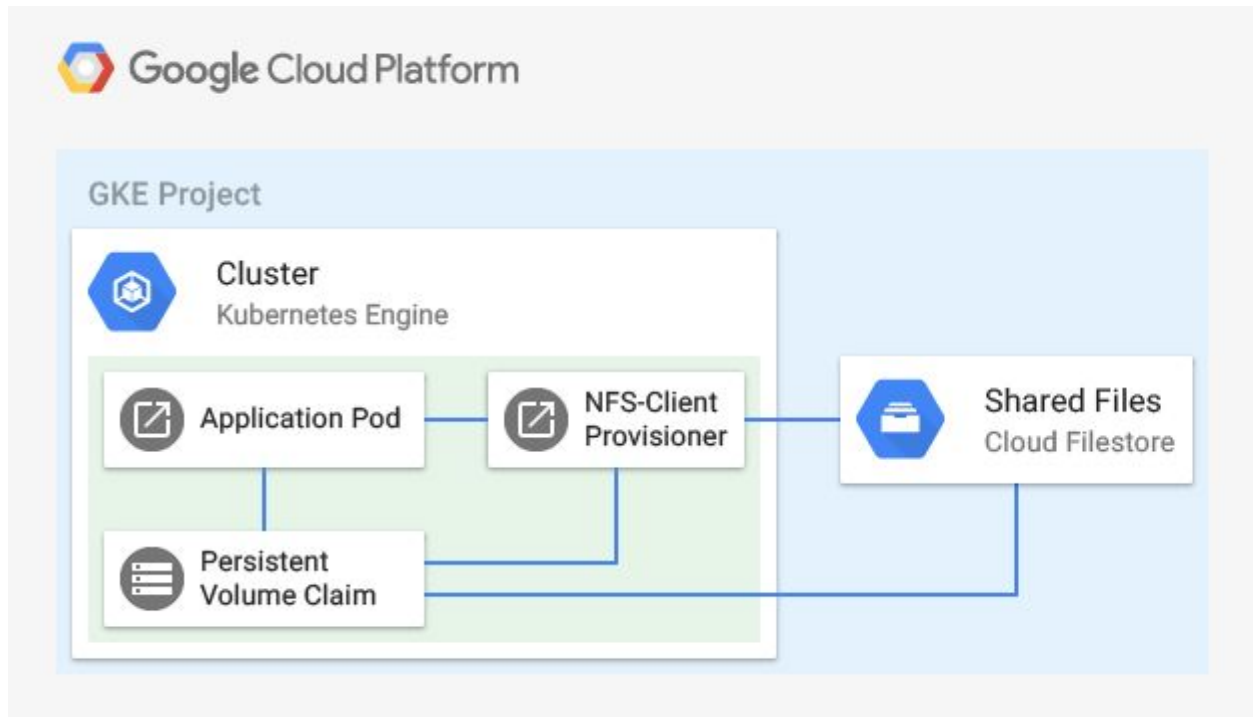 Google Cloud Platform
GKE Project
Cluster
Kubernetes Engine
Application Pod
NFS-Client
Provisioner
Shared Files
Cloud Filestore
Persistent
Volume Claim